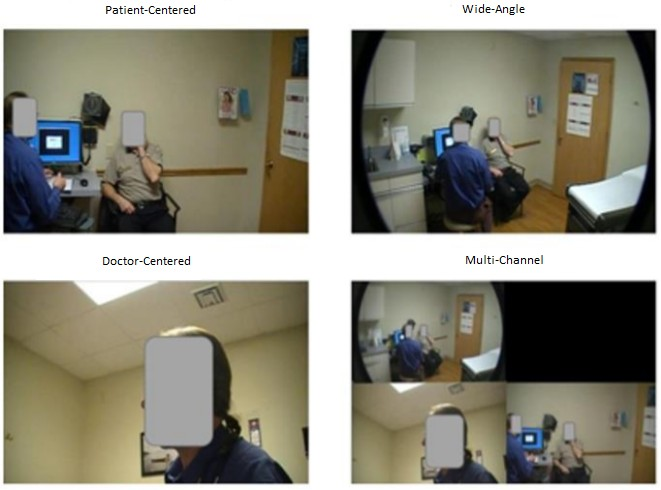 Patient-Centered
Wide-Angle
Doctor-Centered
Multi-Channel